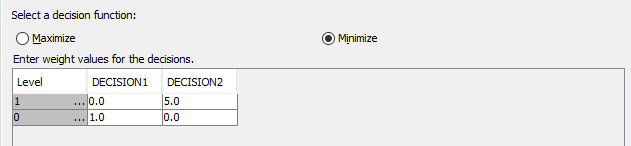 Select a decision function:
Maximize Minimize
Enter weight values for the decisions.
Level DECISION1 DECISION2
1 ... 0.0 5.0
0 ... 1.0 0.0